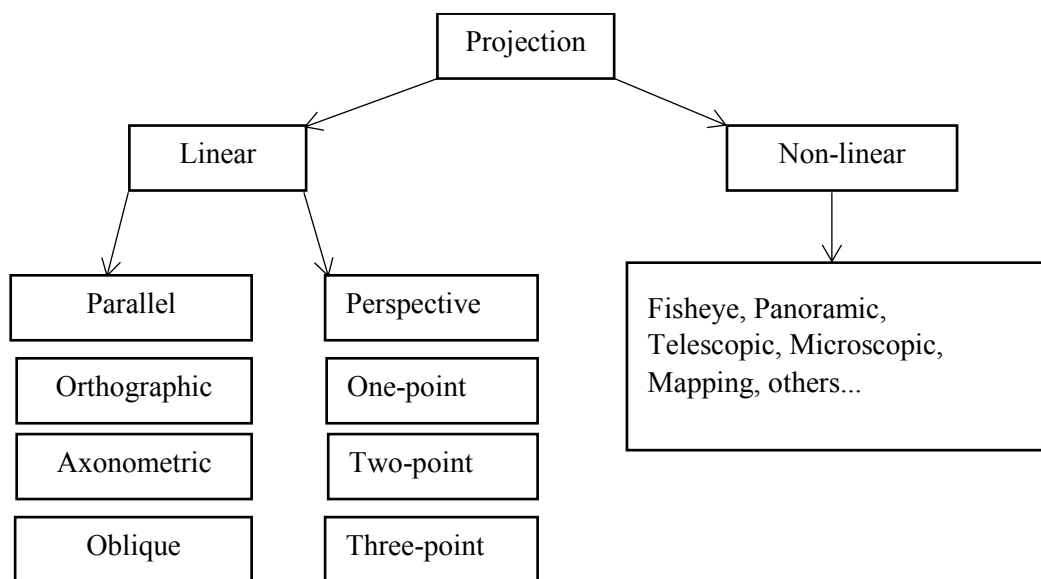 Projection
Linear
Non-linear
Parallel
Perspective
Fisheye, Panoramic,
Telescopic, Microscopic,
Mapping, others...
Orthographic
One-point
Axonometric
Two-point
Oblique
Three-point